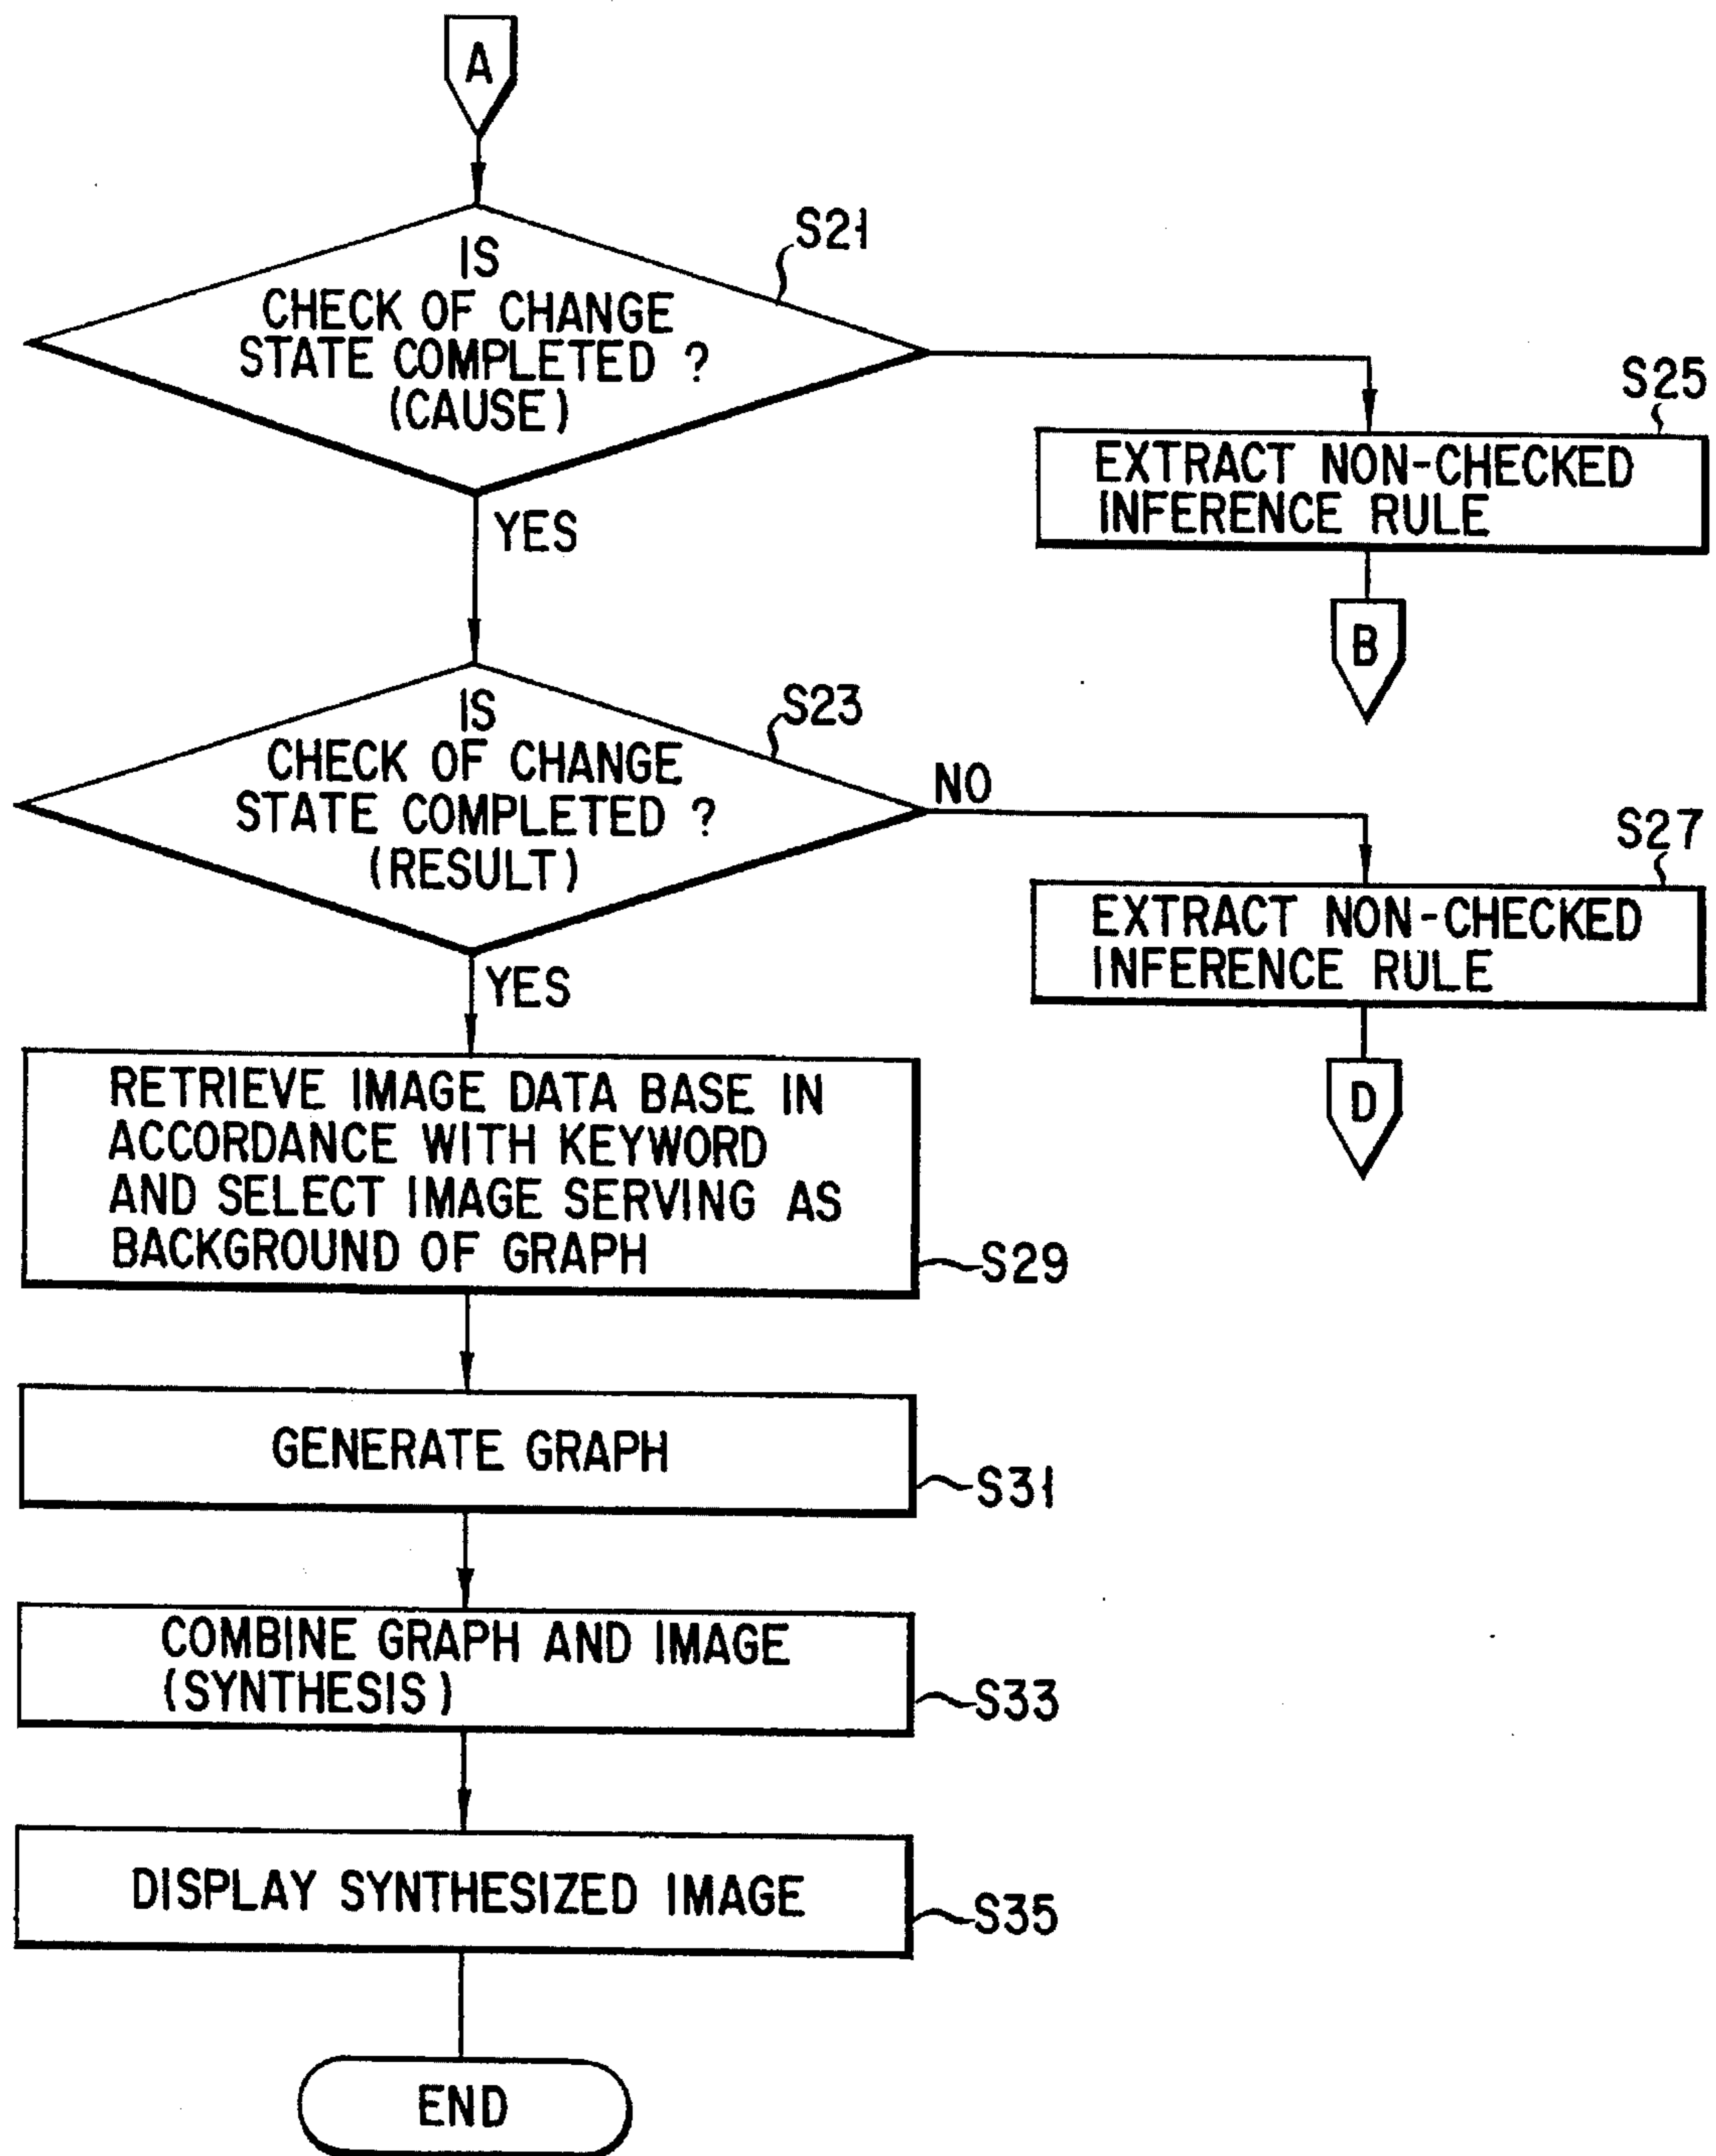 A
IS
CHECK OF CHANGE
STATE COMPLETED ?
(CAUSE)
S21
YES
S25
EXTRACT NON-CHECKED
INFERENCE RULE
B
IS
CHECK OF CHANGE
STATE COMPLETED ?
(RESULT)
S23
NO
YES
S27
EXTRACT NON-CHECKED
INFERENCE RULE
D
RETRIEVE IMAGE DATA BASE IN
ACCORDANCE WITH KEYWORD
AND SELECT IMAGE SERVING AS
BACKGROUND OF GRAPH
S29
GENERATE GRAPH
S31
COMBINE GRAPH AND IMAGE
(SYNTHESIS)
S33
DISPLAY SYNTHESIZED IMAGE
S35
END